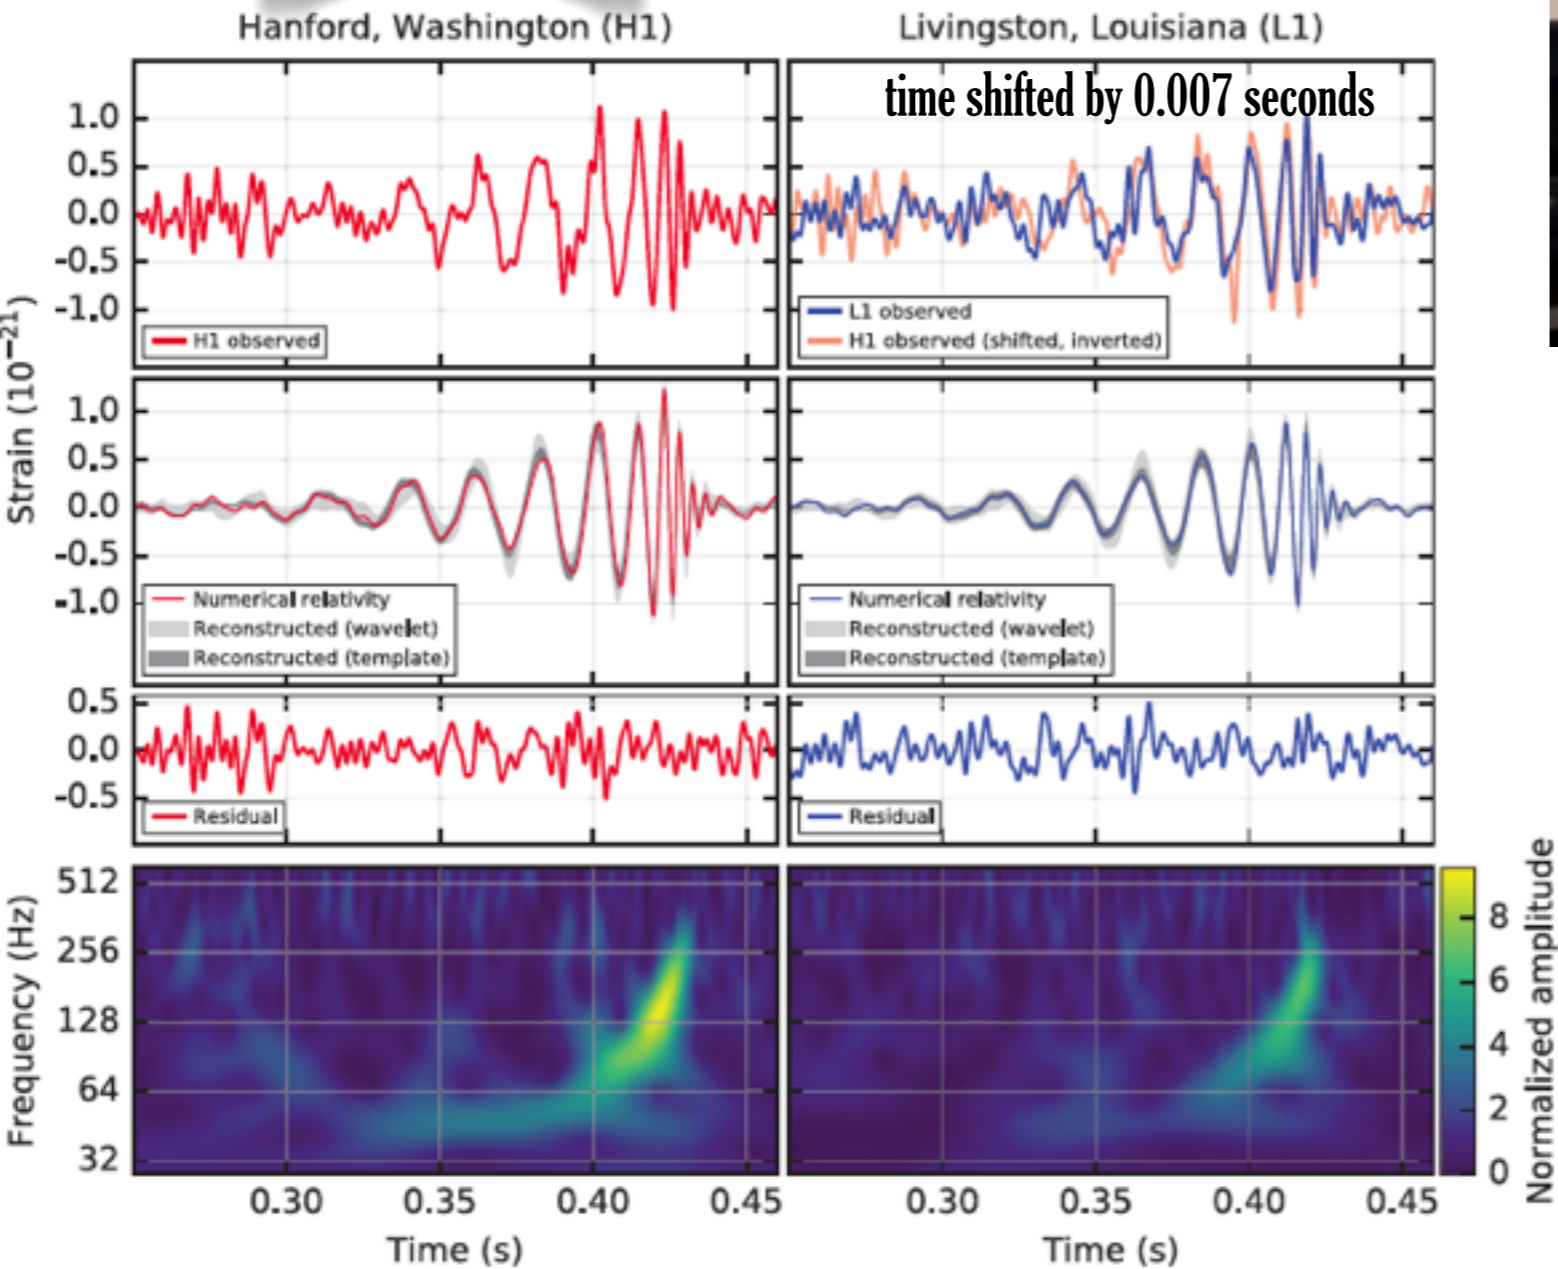 Hanford, Washington (H1)
Livingston, Louisiana (L1)
time shifted by 0.007 seconds
1.0
0.5
0.0
-0.5
-1.0
H1 observed
L1 observed
H1 observed (shifted, inverted)
Strain (10−21)
1.0
0.5
0.0
-0.5
-1.0
Numerical relativity
Reconstructed (wavelet)
Reconstructed (template)
Numerical relativity
Reconstructed (wavelet)
Reconstructed (template)
0.5
0.0
-0.5
Residual
Residual
Frequency (Hz)
512
256
128
64
32
Normalized amplitude
8
6
4
2
0
0.30 0.35 0.40 0.45
0.30 0.35 0.40 0.45
Time (s)
Time (s)